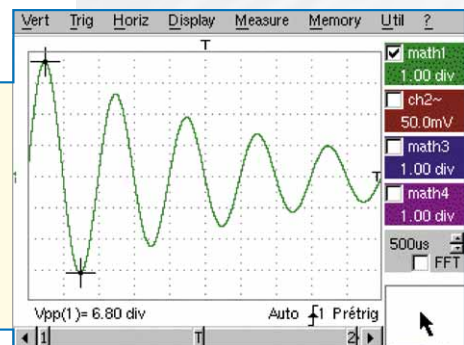 Vert Trig Horiz Display Measure Memory Util ?
T
math1
1.00 div
ch2~
50.0mV
math3
1.00 div
math4
1.00 div
T
500us
FFT
Vpp(1)= 6.80 div Auto 1 Prétrig
1 T 2